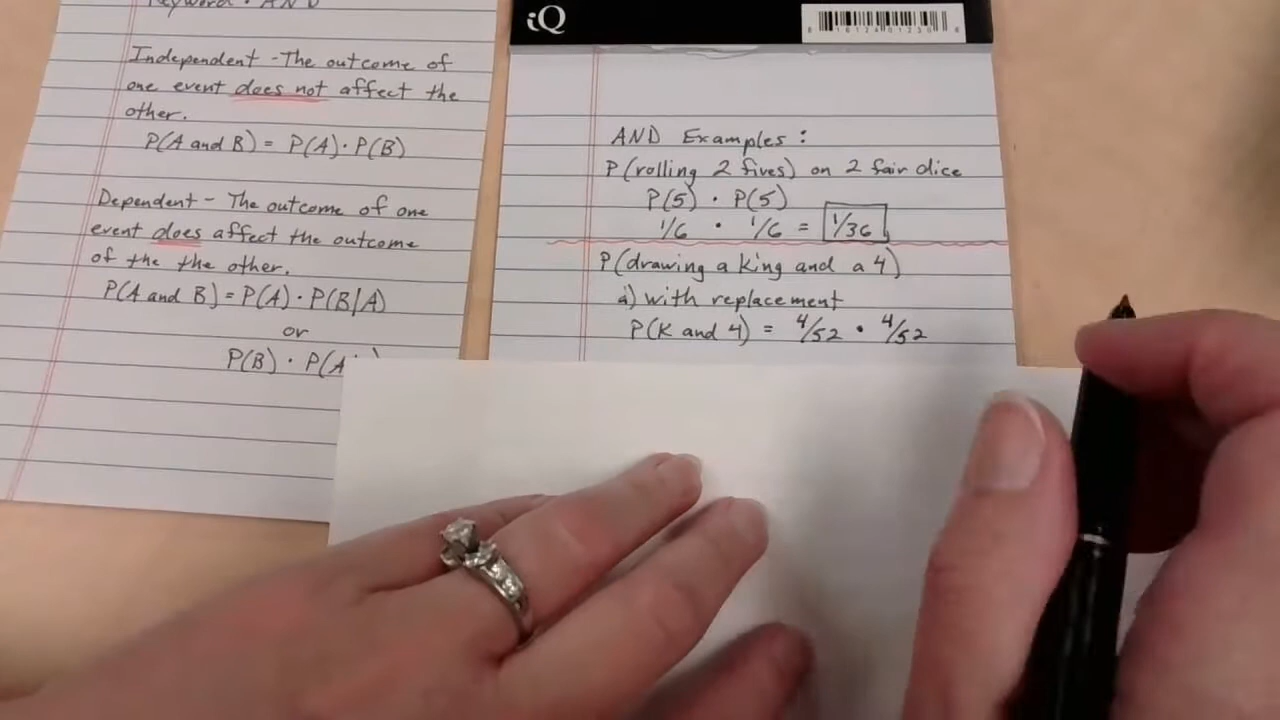 Keyword: AND
Independent - The outcome of
one event does not affect the
other.
P(A and B) = P(A) · P(B)
Dependent - The outcome of one
event does affect the outcome
of the the other.
P(A and B) = P(A) · P(B|A)
or
P(B) · P(A
iQ
AND Examples:
P(rolling 2 fives) on 2 fair dice
P(5) · P(5)
1/6 · 1/6 = 1/36
P(drawing a King and a 4)
a) with replacement
P(K and 4) = 4/52 · 4/52